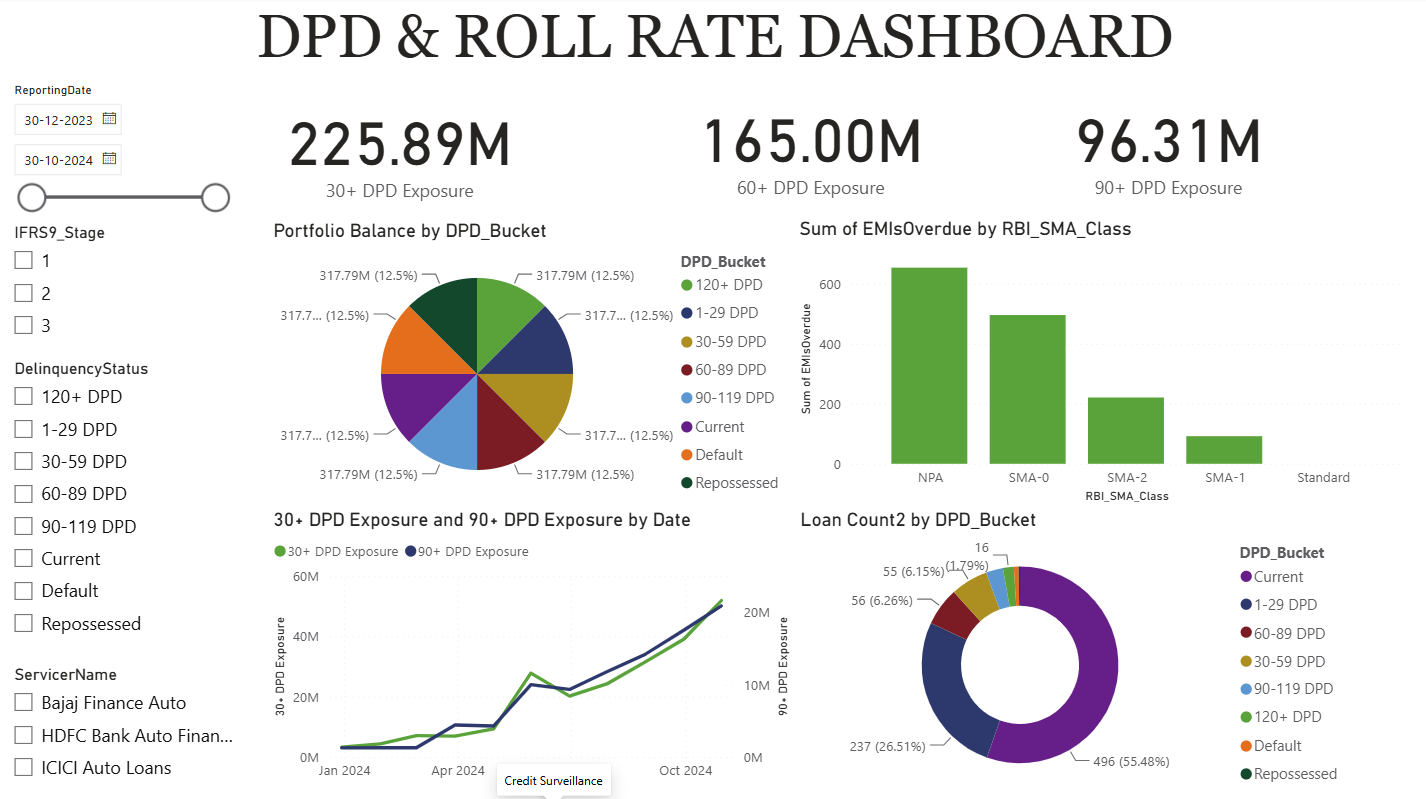 DPD & ROLL RATE DASHBOARD
ReportingDate
30-12-2023
30-10-2024
IFRS9_Stage
1
2
3
DelinquencyStatus
120+ DPD
1-29 DPD
30-59 DPD
60-89 DPD
90-119 DPD
Current
Default
Repossessed
ServicerName
Bajaj Finance Auto
HDFC Bank Auto Finan...
ICICI Auto Loans
225.89M
30+ DPD Exposure
165.00M
60+ DPD Exposure
96.31M
90+ DPD Exposure
Portfolio Balance by DPD_Bucket
317.79M (12.5%)
317.79M (12.5%)
317.7... (12.5%)
317.7... (12.5%)
317.7... (12.5%)
317.7... (12.5%)
317.79M (12.5%)
317.79M (12.5%)
DPD_Bucket
120+ DPD
1-29 DPD
30-59 DPD
60-89 DPD
90-119 DPD
Current
Default
Repossessed
Sum of EMIsOverdue by RBI_SMA_Class
Sum of EMIsOverdue
600
400
200
0
NPA
SMA-0
SMA-2
SMA-1
Standard
RBI_SMA_Class
30+ DPD Exposure and 90+ DPD Exposure by Date
30+ DPD Exposure
90+ DPD Exposure
30+ DPD Exposure
60M
40M
20M
0M
20M
10M
0M
90+ DPD Exposure
Jan 2024
Apr 2024
Oct 2024
Credit Surveillance
Loan Count2 by DPD_Bucket
16
(1.79%)
55 (6.15%)
56 (6.26%)
237 (26.51%)
496 (55.48%)
DPD_Bucket
Current
1-29 DPD
60-89 DPD
30-59 DPD
90-119 DPD
120+ DPD
Default
Repossessed